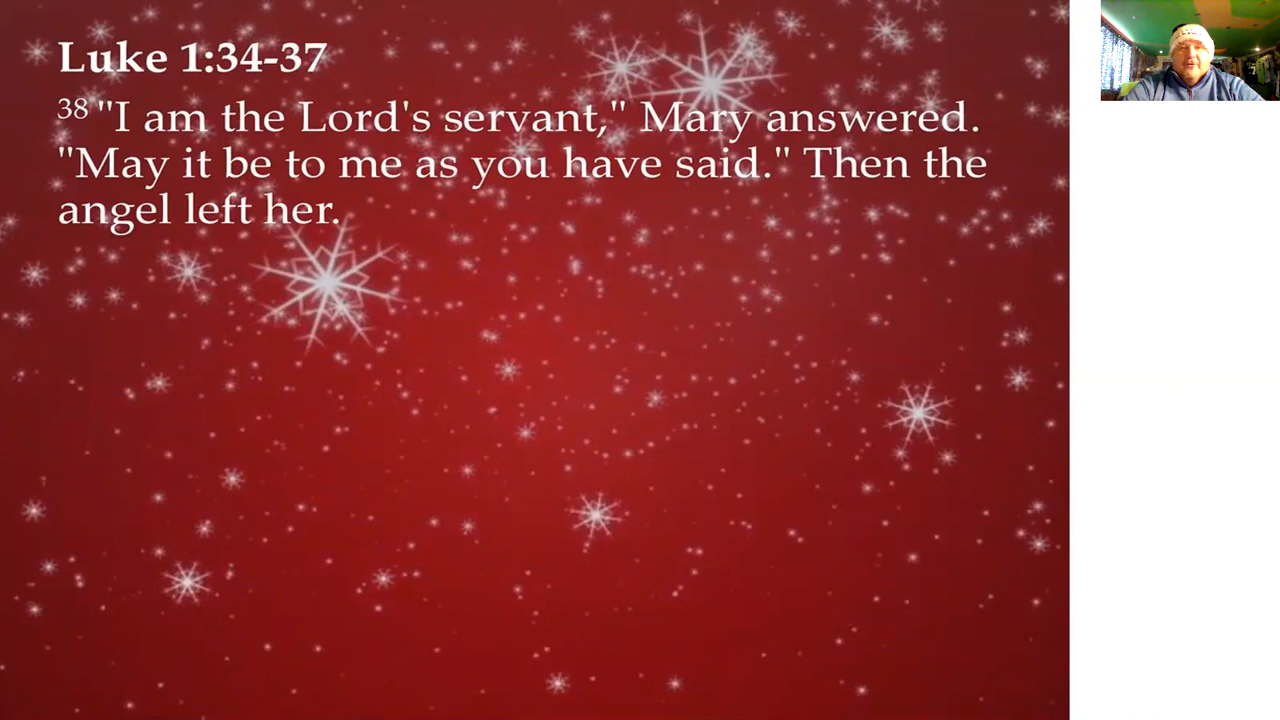 Luke 1:34-37
38 "I am the Lord's servant," Mary answered.
"May it be to me as you have said." Then the
angel left her.